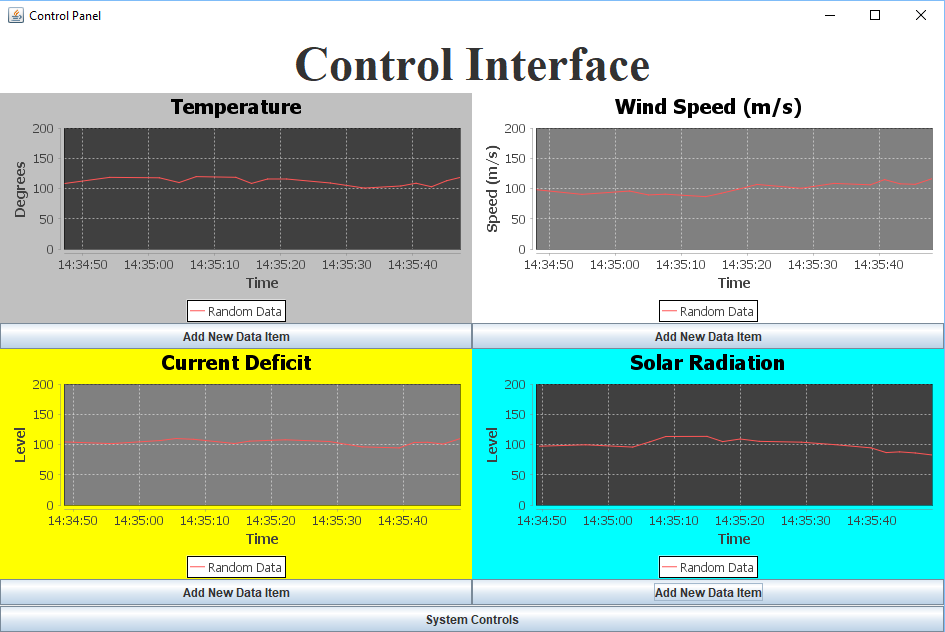 Control Panel
Control Interface
Temperature
200
150
100
50
0
Degrees
14:34:50 14:35:00 14:35:10 14:35:20 14:35:30 14:35:40
Time
Random Data
Add New Data Item
Wind Speed (m/s)
200
150
100
50
0
Speed (m/s)
14:34:50 14:35:00 14:35:10 14:35:20 14:35:30 14:35:40
Time
Random Data
Add New Data Item
Current Deficit
200
150
100
50
0
Level
14:34:50 14:35:00 14:35:10 14:35:20 14:35:30 14:35:40
Time
Random Data
Add New Data Item
Solar Radiation
200
150
100
50
0
Level
14:34:50 14:35:00 14:35:10 14:35:20 14:35:30 14:35:40
Time
Random Data
Add New Data Item
System Controls